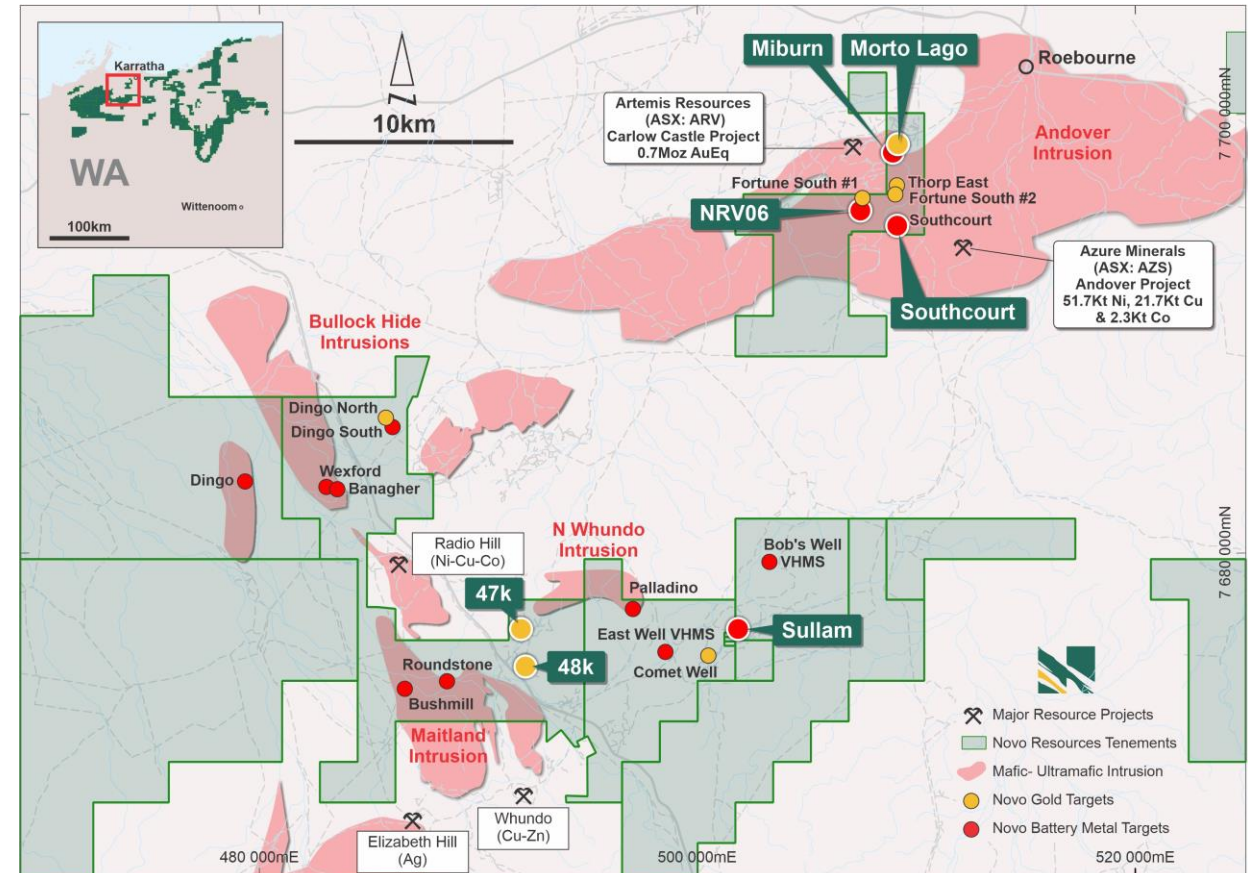 Karratha
WA
Wittenoom
100km
Z
10km
Miburn
Morto Lago
Roebourne
Artemis Resources
(ASX: ARV)
Carlow Castle Project
0.7Moz AuEq
Andover
Intrusion
7 700 000mN
Fortune South #1
Thorp East
Fortune South #2
NRV06
Southcourt
Azure Minerals
(ASX: AZS)
Andover Project
51.7Kt Ni, 21.7Kt Cu
& 2.3Kt Co
Southcourt
Bullock Hide
Intrusions
Dingo North
Dingo South
Dingo
Wexford
Banagher
Radio Hill
(Ni-Cu-Co)
N Whundo
Intrusion
Bob's Well
VHMS
7 680 000mN
47k
Palladino
East Well VHMS
Sullam
48k
Comet Well
Roundstone
Bushmill
Maitland
Intrusion
Major Resource Projects
Novo Resources Tenements
Mafic- Ultramafic Intrusion
Novo Gold Targets
Novo Battery Metal Targets
Whundo
(Cu-Zn)
Elizabeth Hill
(Ag)
480 000mE
500 000mE
520 000mE